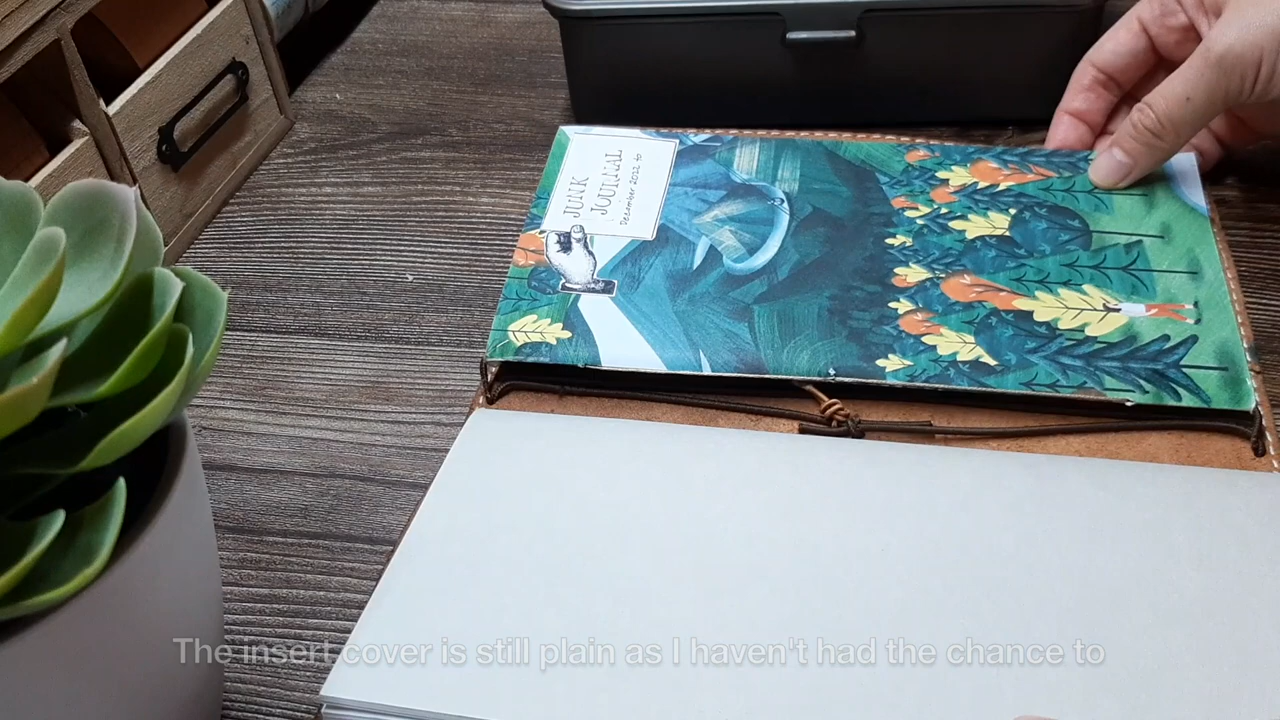 JUNK
JOURNAL
December 2022 to
The insert cover is still plain as I haven't had the chance to